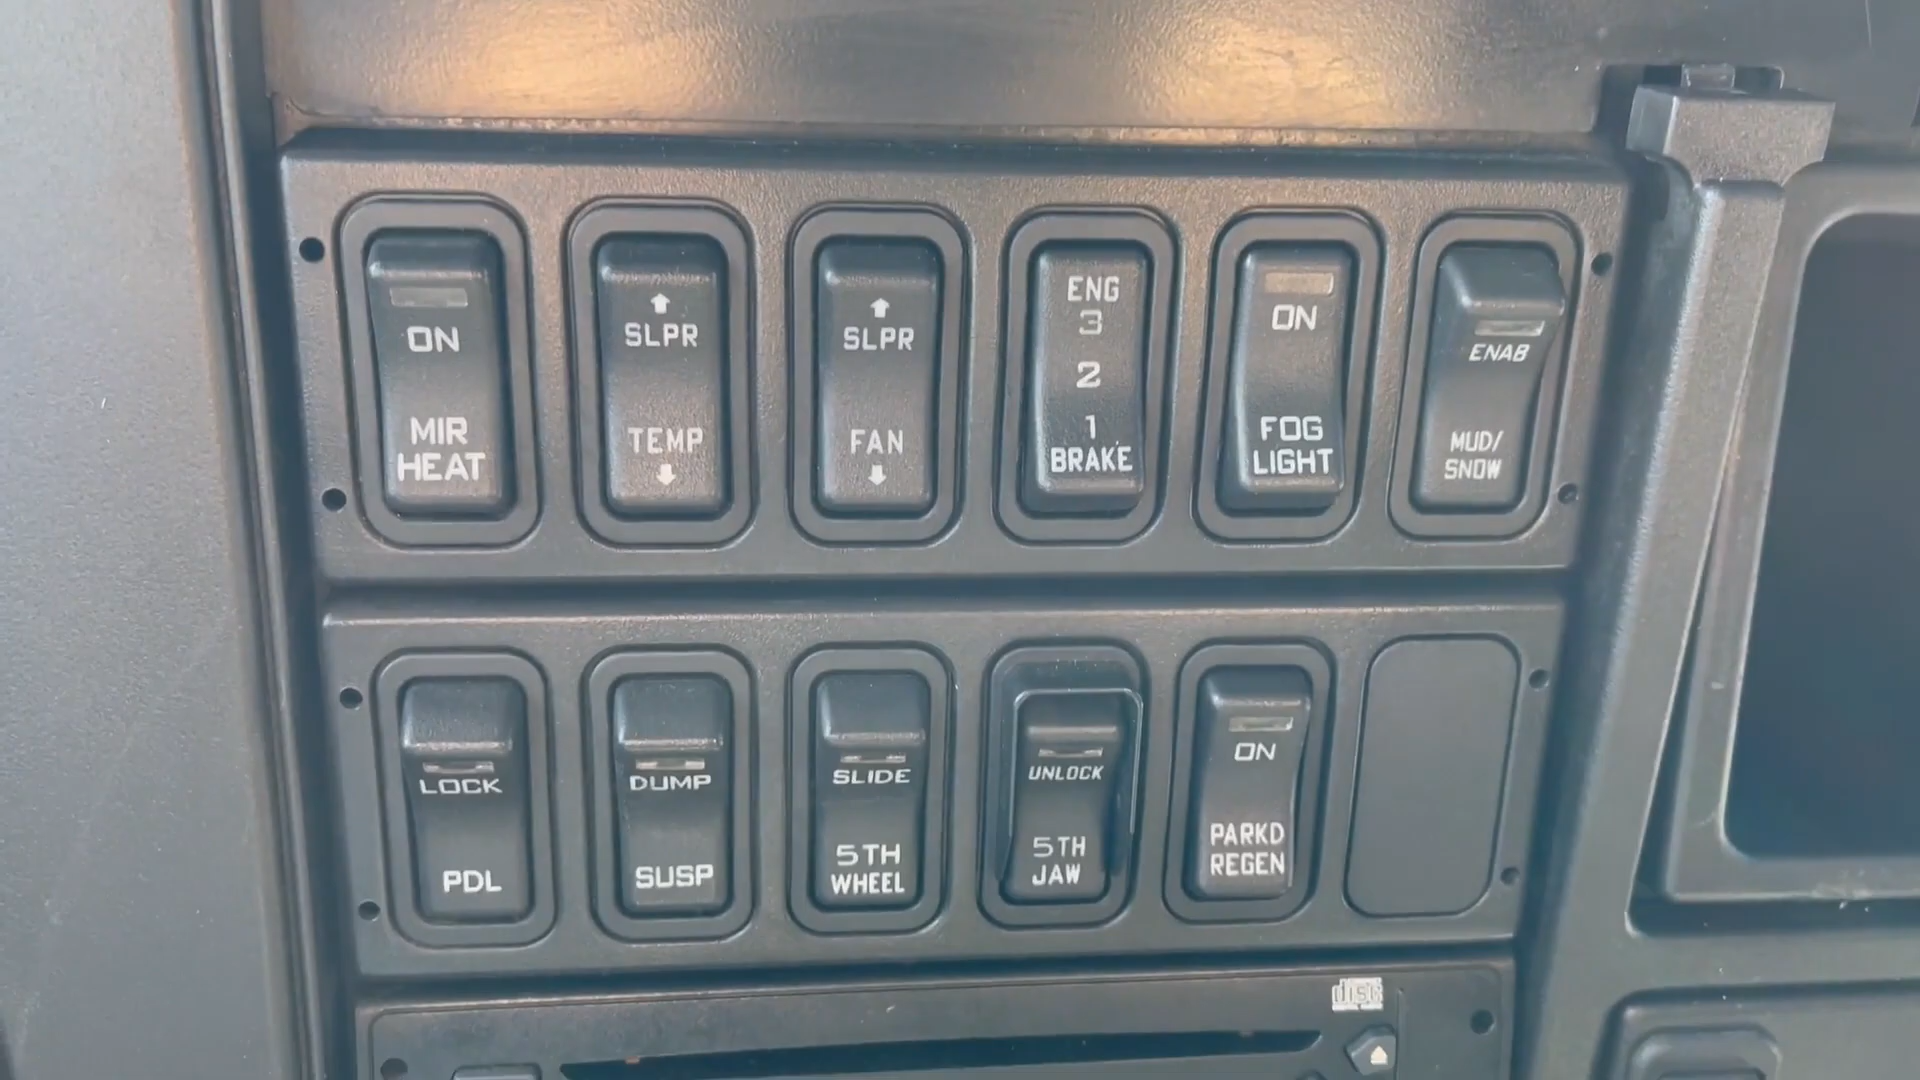 ON
MIR
HEAT
SLPR
TEMP
SLPR
FAN
ENG
3
2
1
BRAKE
ON
FOG
LIGHT
ENAB
MUD/
SNOW
LOCK
PDL
DUMP
SUSP
SLIDE
5TH
WHEEL
UNLOCK
5TH
JAW
ON
PARKD
REGEN
disc